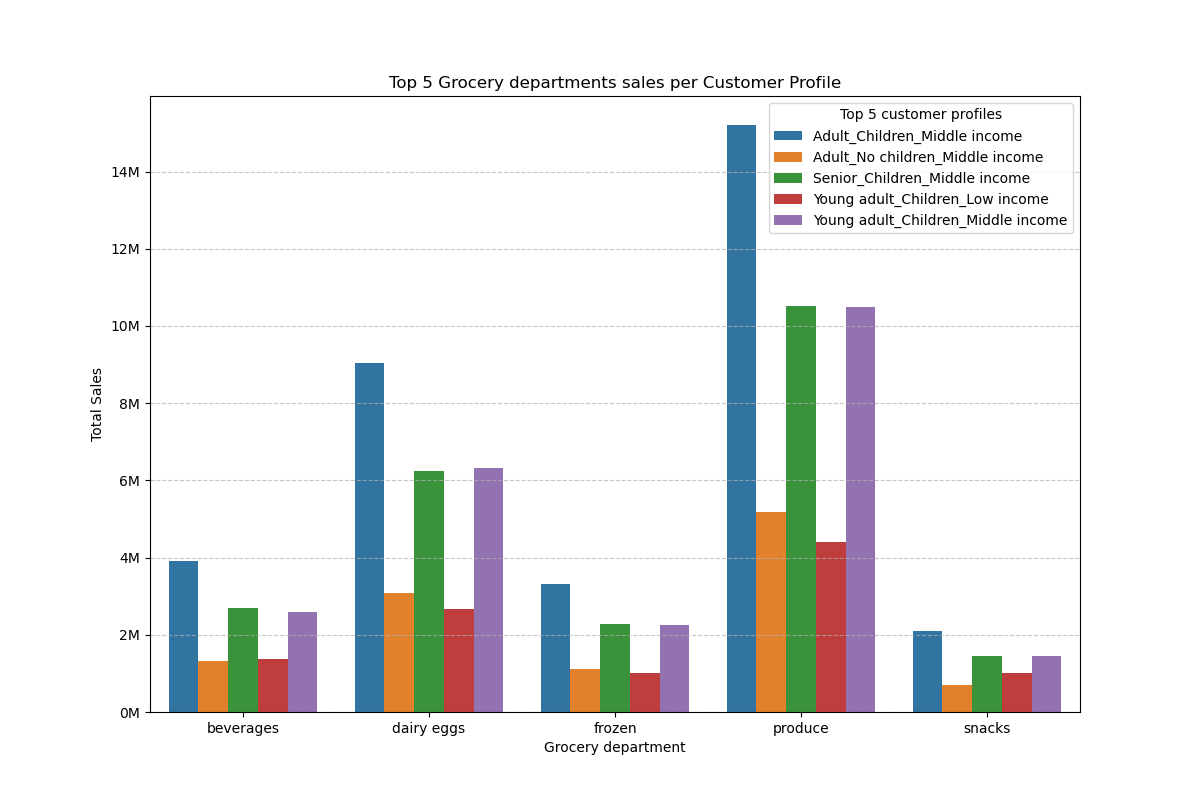 Top 5 Grocery departments sales per Customer Profile
Top 5 customer profiles
Adult_Children_Middle income
Adult_No children_Middle income
Senior_Children_Middle income
Young adult_Children_Low income
Young adult_Children_Middle income
Total Sales
14M
12M
10M
8M
6M
4M
2M
0M
beverages
dairy eggs
frozen
produce
snacks
Grocery department